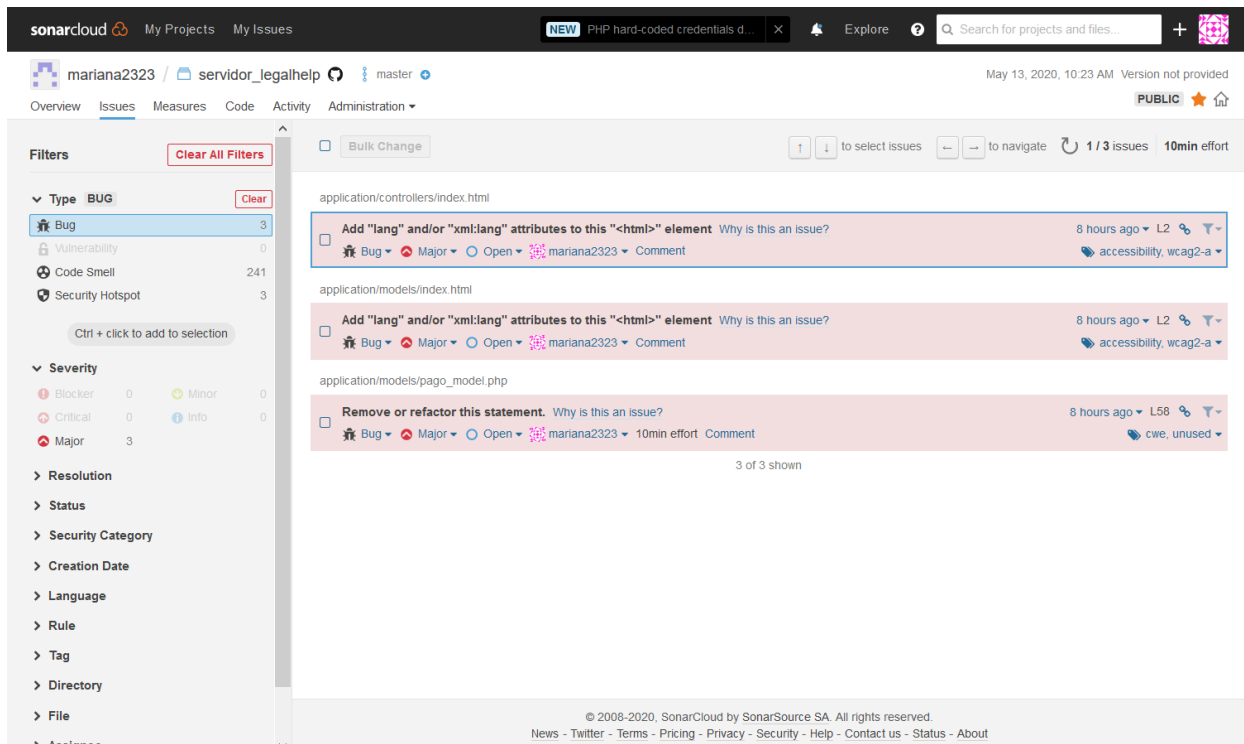 sonarcloud My Projects My Issues NEW PHP hard-coded credentials d... Explore Search for projects and files...
mariana2323 / servidor_legalhelp master May 13, 2020, 10:23 AM Version not provided
Overview Issues Measures Code Activity Administration PUBLIC
Filters Clear All Filters
Bulk Change ↑ ↓ to select issues ← → to navigate 1 / 3 issues 10min effort
Type BUG Clear
Bug 3
Vulnerability 0
Code Smell 241
Security Hotspot 3
Ctrl + click to add to selection
Severity
Blocker 0 Minor 0
Critical 0 Info 0
Major 3
Resolution
Status
Security Category
Creation Date
Language
Rule
Tag
Directory
File
application/controllers/index.html
Add "lang" and/or "xml:lang" attributes to this "<html>" element Why is this an issue? 8 hours ago L2
Bug Major Open mariana2323 Comment accessibility, wcag2-a
application/models/index.html
Add "lang" and/or "xml:lang" attributes to this "<html>" element Why is this an issue? 8 hours ago L2
Bug Major Open mariana2323 Comment accessibility, wcag2-a
application/models/pago_model.php
Remove or refactor this statement. Why is this an issue? 8 hours ago L58
Bug Major Open mariana2323 10min effort Comment cwe, unused
3 of 3 shown
© 2008-2020, SonarCloud by SonarSource SA. All rights reserved.
News - Twitter - Terms - Pricing - Privacy - Security - Help - Contact us - Status - About